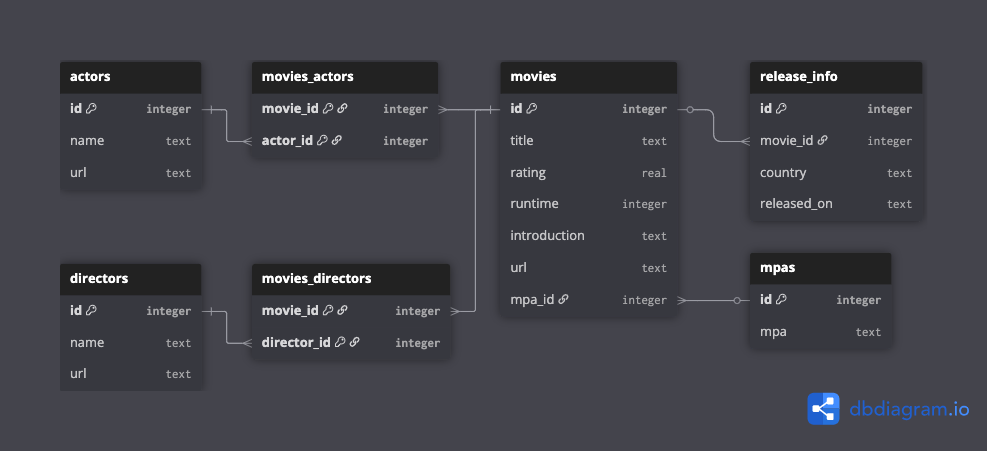 actors
id integer
name text
url text
movies_actors
movie_id integer
actor_id integer
movies
id integer
title text
rating real
runtime integer
introduction text
url text
mpa_id integer
release_info
id integer
movie_id integer
country text
released_on text
directors
id integer
name text
url text
movies_directors
movie_id integer
director_id integer
mpas
id integer
mpa text
dbdiagram.io